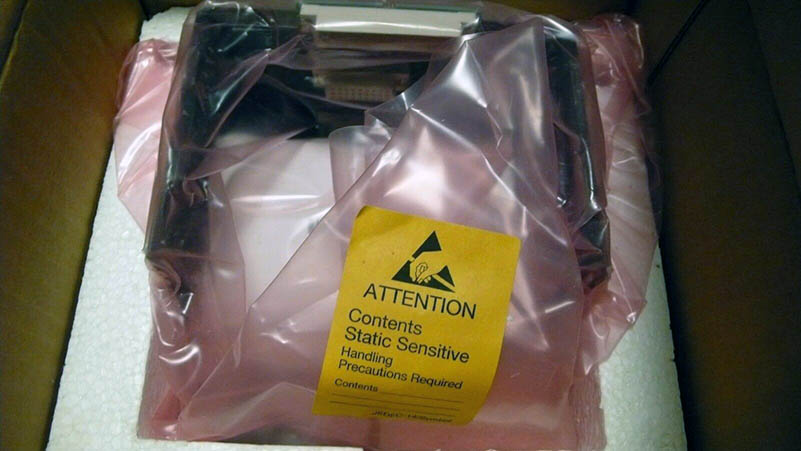 ATTENTION
Contents
Static Sensitive
Handling
Precautions Required
Contents